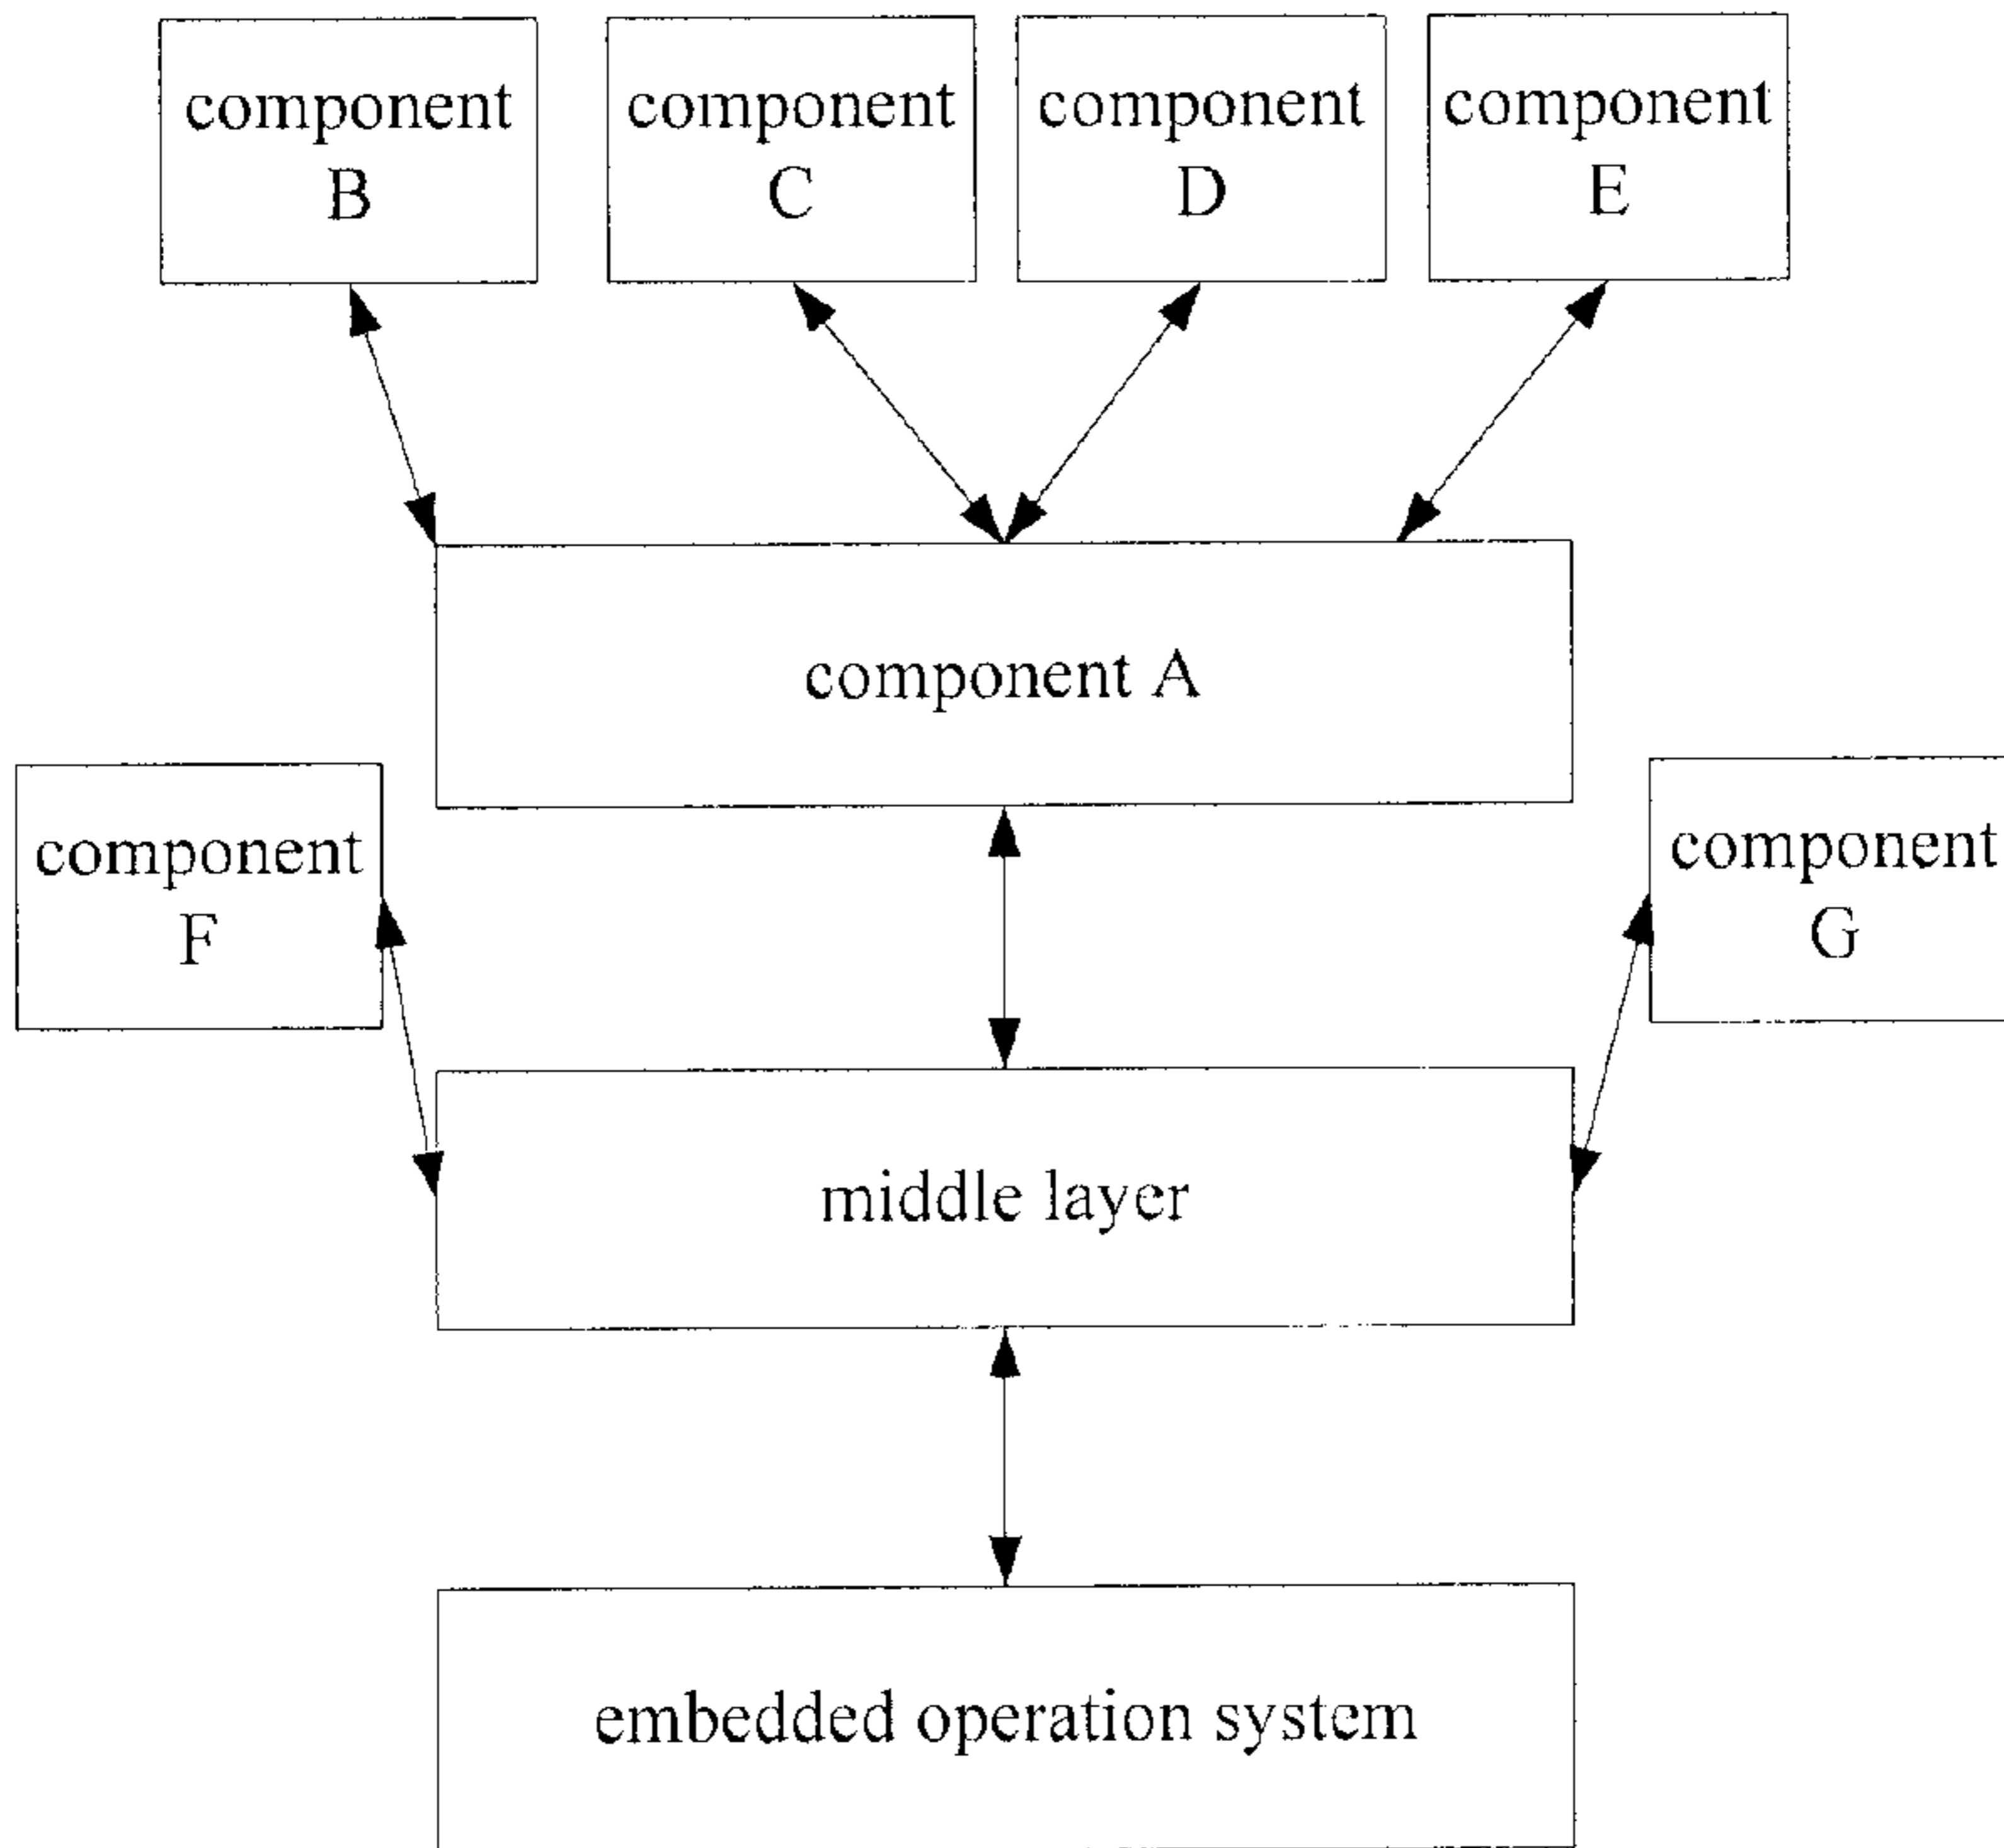 component
B
component
C
component
D
component
E
component A
component
F
component
G
middle layer
embedded operation system